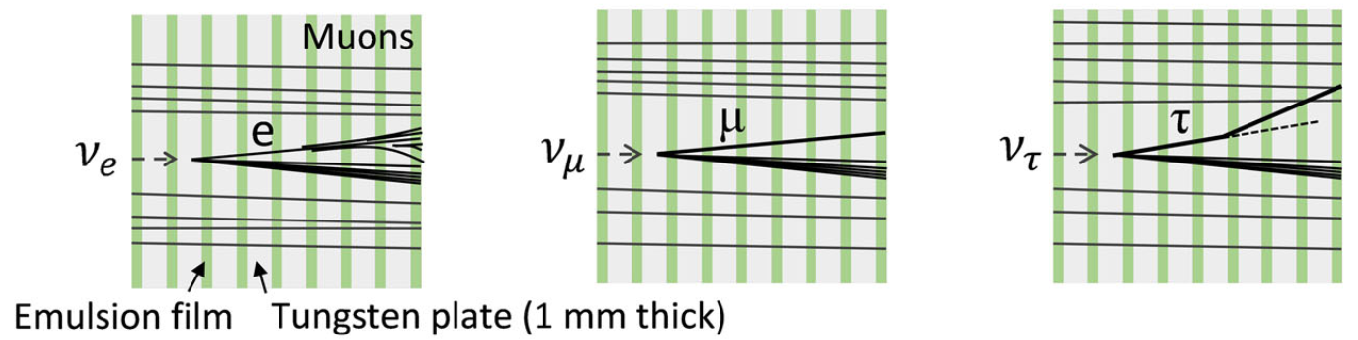 Muons
e
νe
μ
νμ
τ
ντ
Emulsion film
Tungsten plate (1 mm thick)